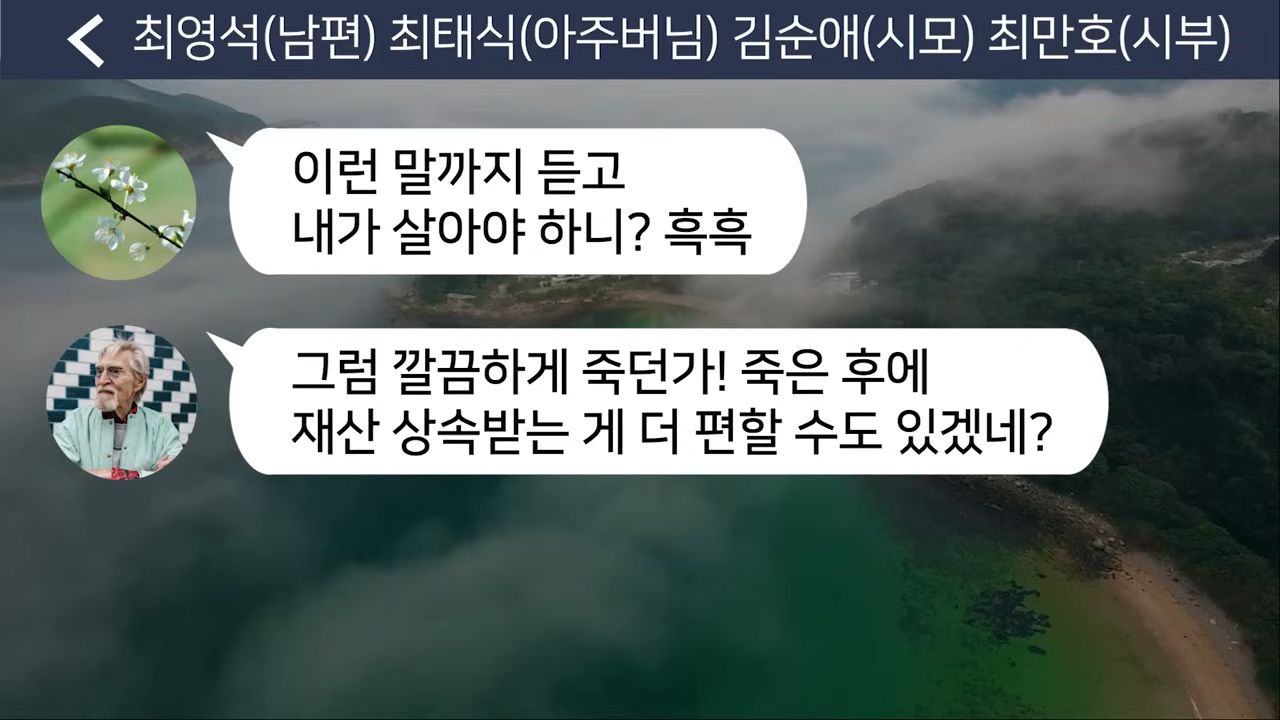 최영석(남편) 최태식(아주버님) 김순애(시모) 최만호(시부)
이런 말까지 듣고
내가 살아야 하니? 흑흑
그럼 깔끔하게 죽던가! 죽은 후에
재산 상속받는 게 더 편할 수도 있겠네?